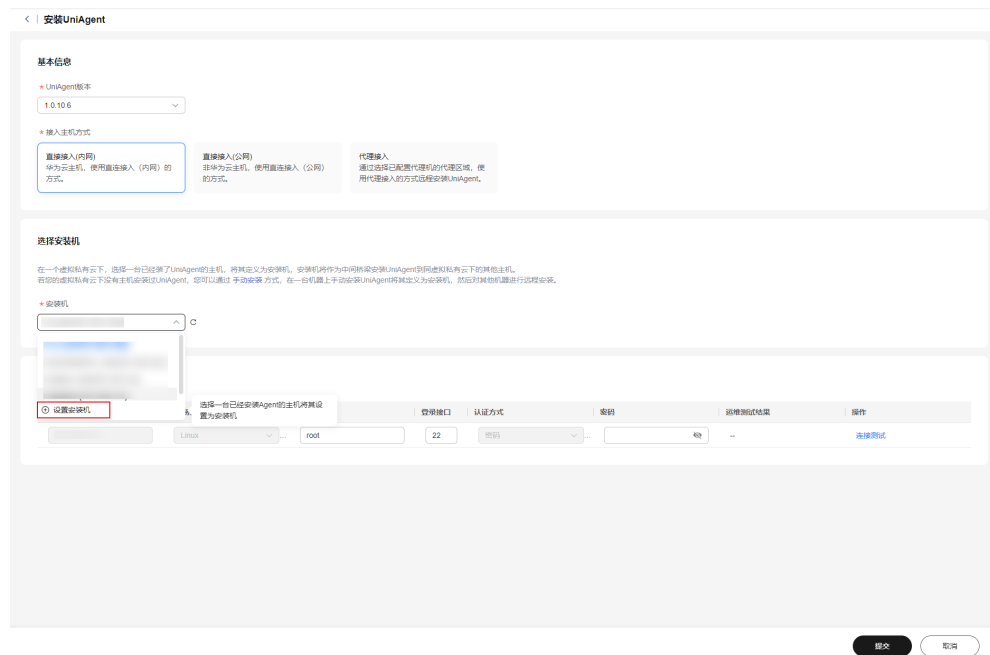 安装UniAgent
基本信息
* UniAgent版本
1.0.10.6
* 接入主机方式
直接接入(内网)
华为云主机，使用直连接入（内网）的
方式。
直接接入(公网)
非华为云主机，使用直连接入（公网）
的方式。
代理接入
通过选择已配置代理机的代理区域，使
用代理接入的方式远程安装UniAgent。
选择安装机
在一个虚拟私有云下，选择一台已经装了UniAgent的主机，将其定义为安装机，安装机将作为中间桥梁安装UniAgent到同虚拟私有云下的其他主机。
若您的虚拟私有云下没有主机安装过UniAgent，您可以通过 手动安装 方式，在一台机器上手动安装UniAgent将其定义为安装机，然后对其他机器进行远程安装。
* 安装机
设置安装机
选择一台已经安装Agent的主机将其设
置为安装机
登录接口
认证方式
密码
运维测试结果
操作
Linux
...
root
22
密码
...
--
连接测试
提交
取消